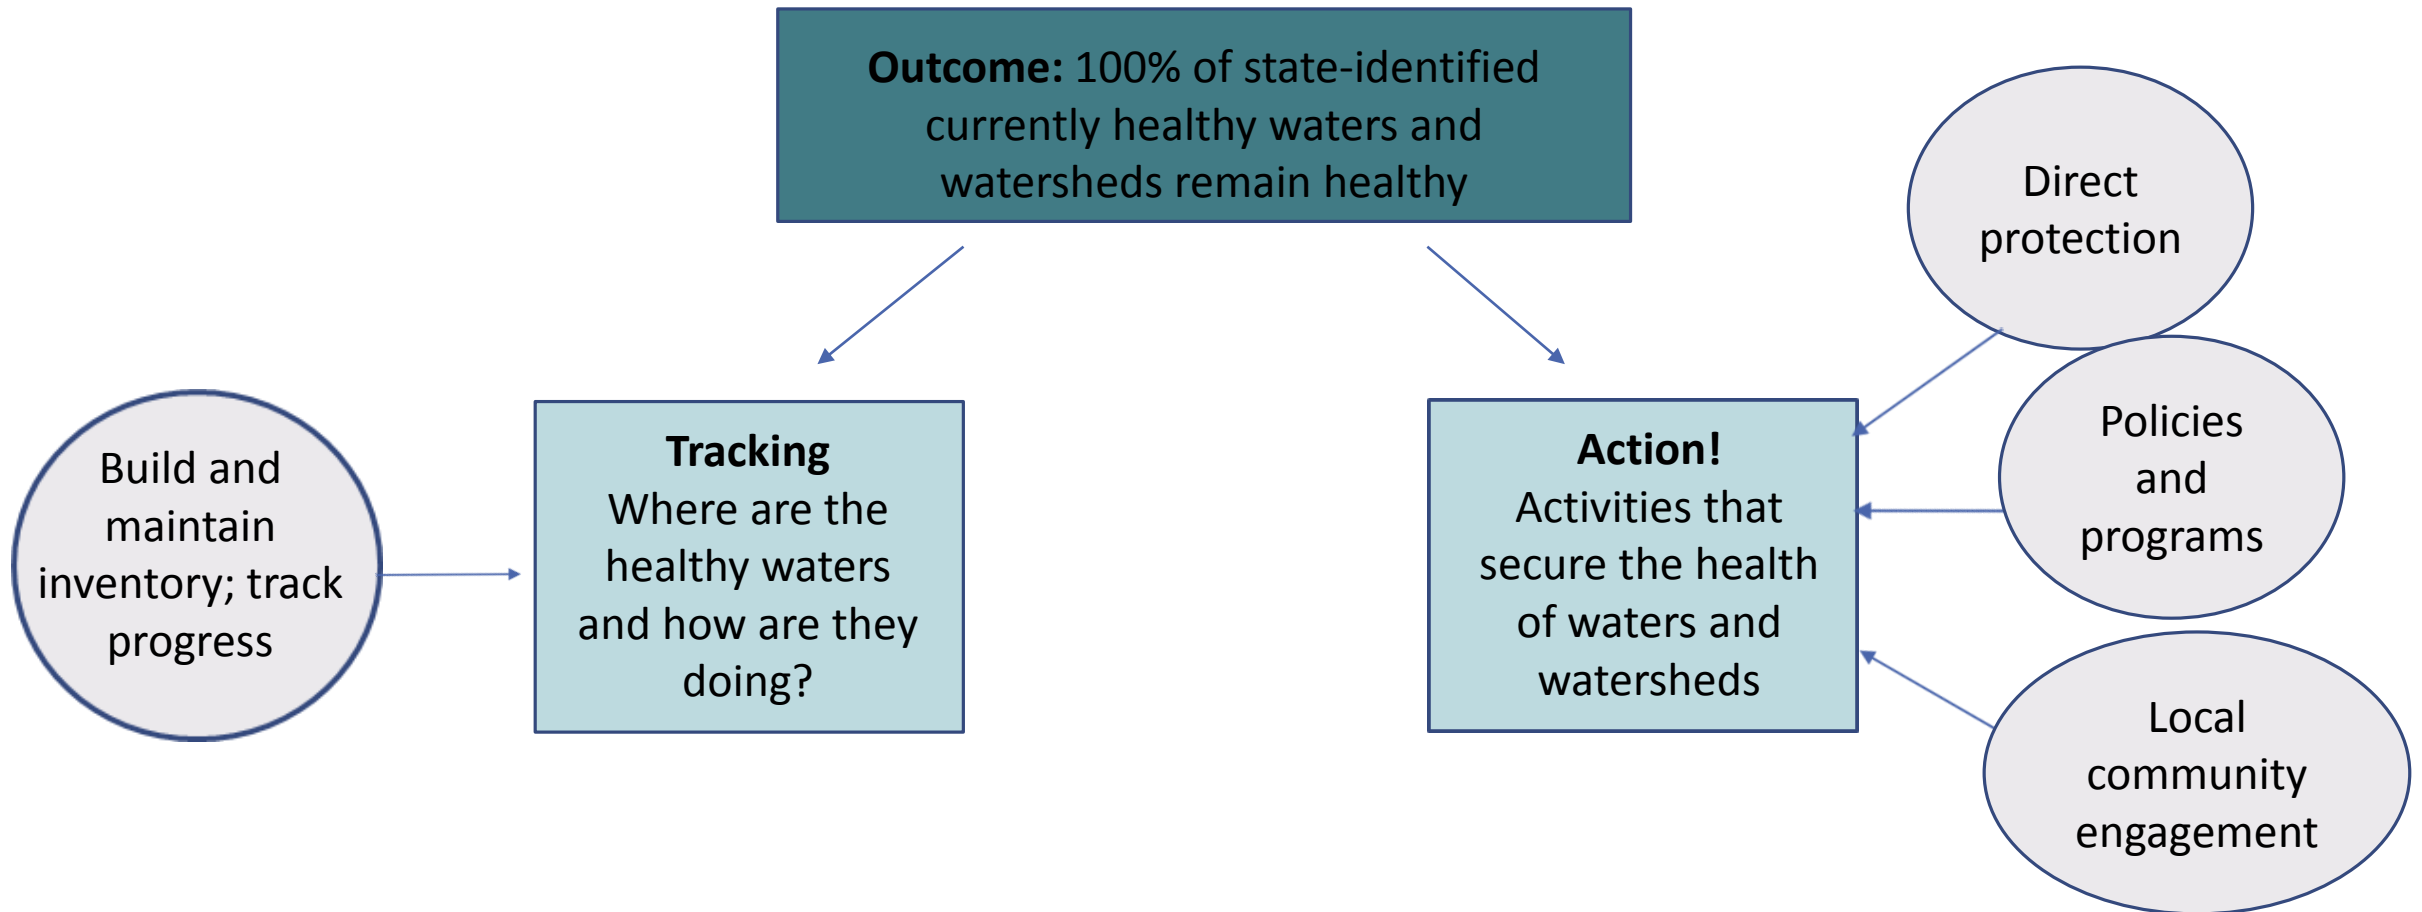 Outcome: 100% of state-identified
currently healthy waters and
watersheds remain healthy
Build and
maintain
inventory; track
progress
Tracking
Where are the
healthy waters
and how are they
doing?
Action!
Activities that
secure the health
of waters and
watersheds
Direct
protection
Policies
and
programs
Local
community
engagement